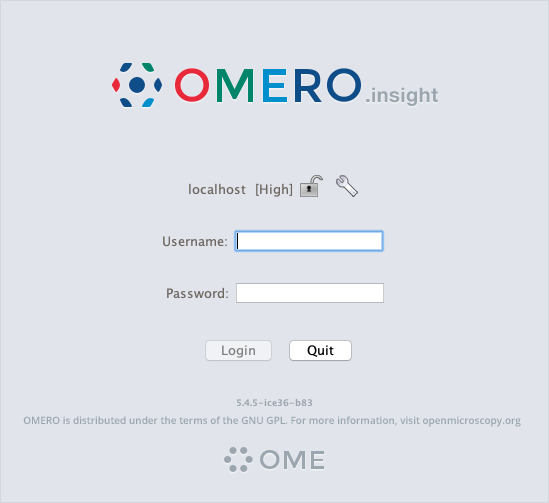 OMERO.insight
localhost [High]
Username:
Password:
Login Quit
5.4.5-ice36-b83
OMERO is distributed under the terms of the GNU GPL. For more information, visit openmicroscopy.org
OME